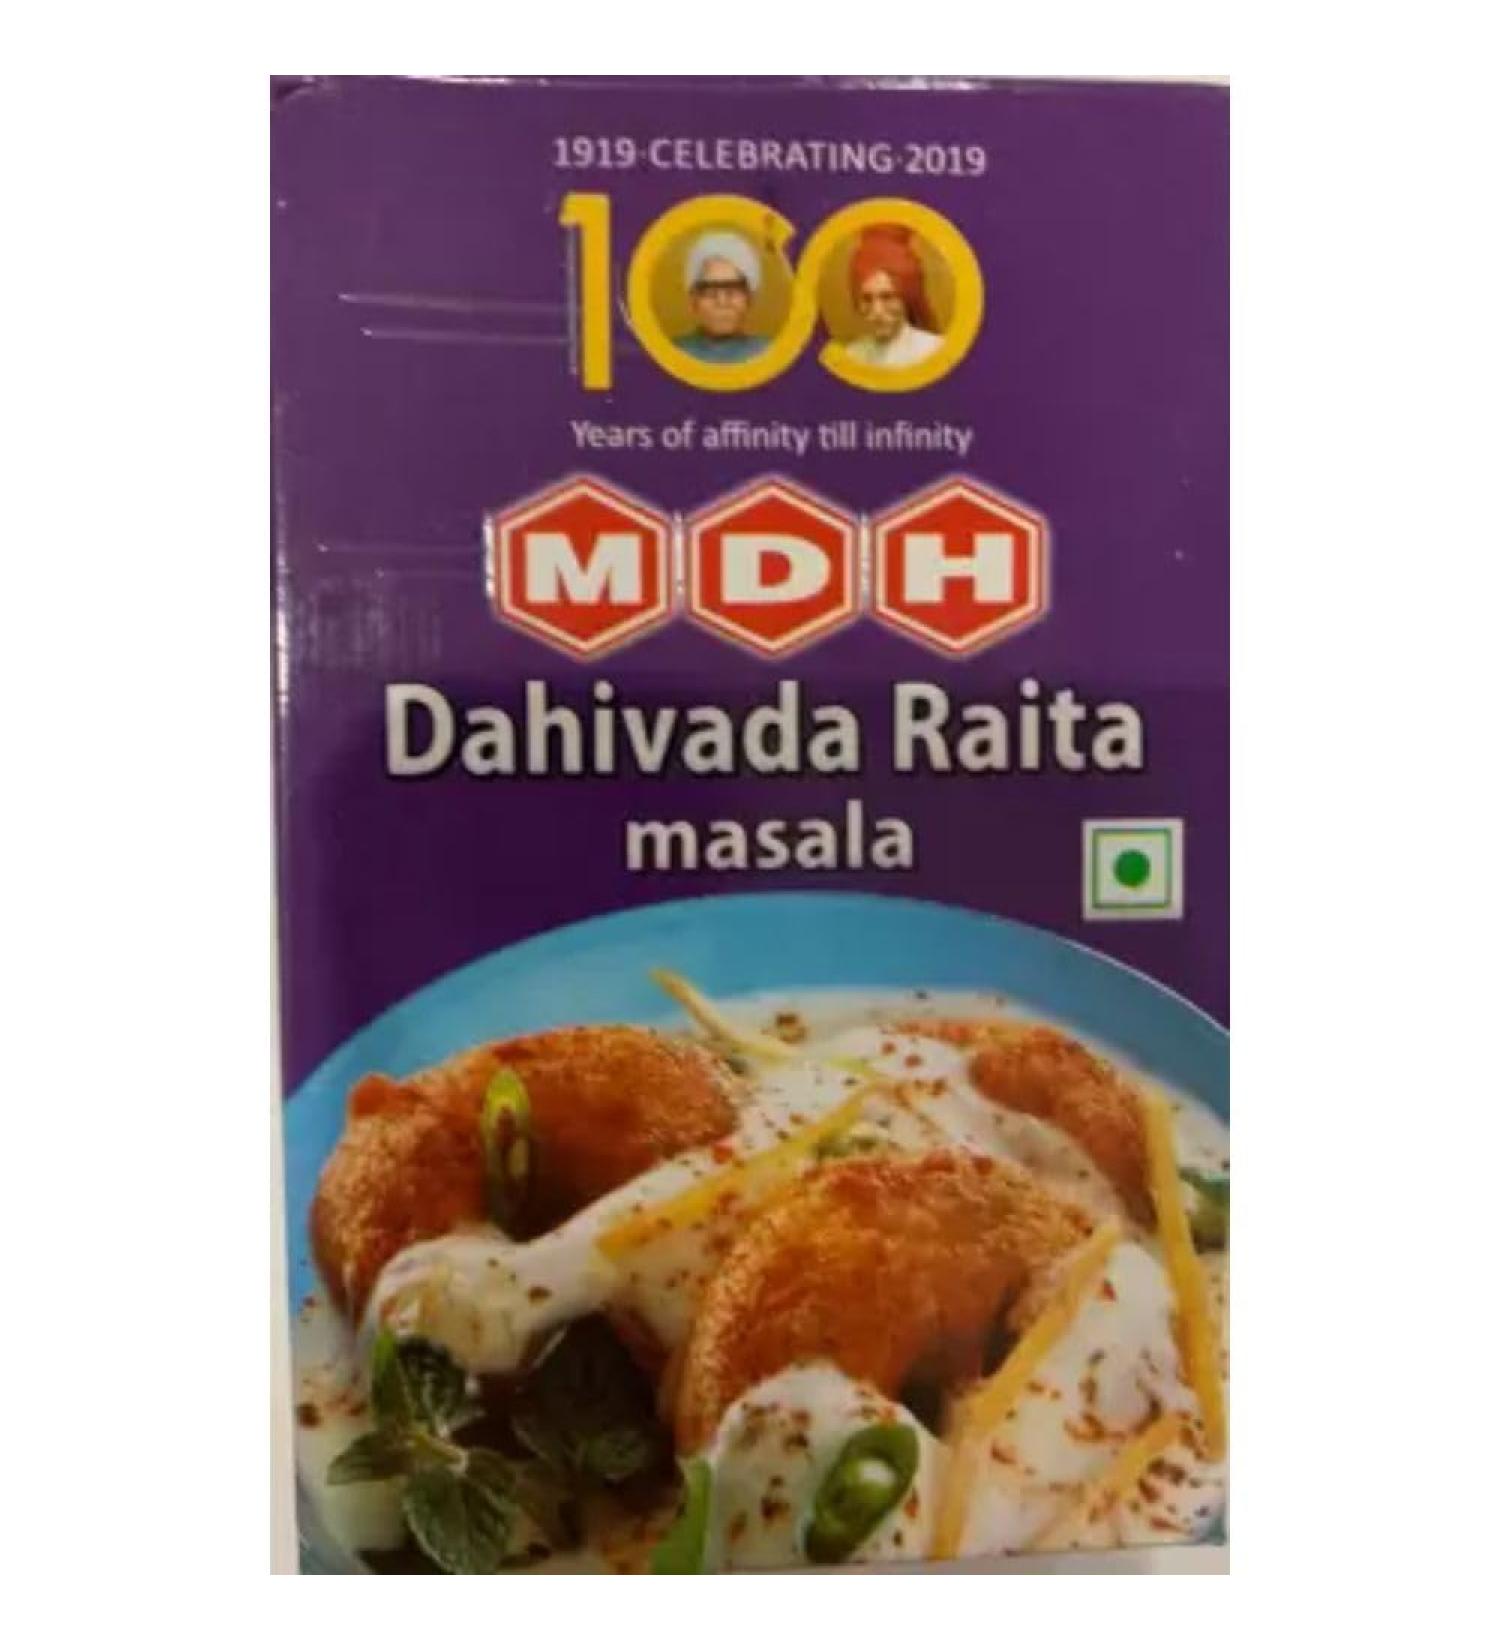 1919·CELEBRATING·2019
100
Years of affinity till infinity
MDH
Dahivada Raita
masala